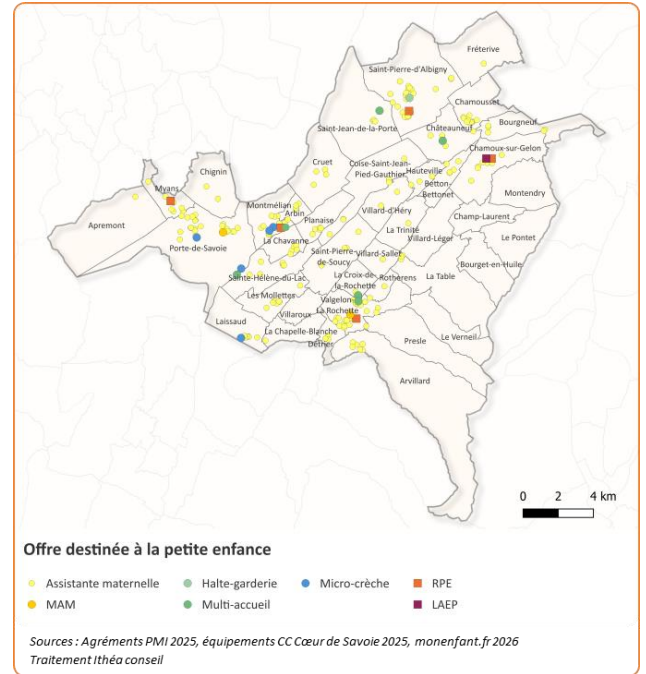 Fréterive
Saint-Pierre-d'Albigny
Chamousset
Bourgneuf
Saint-Jean-de-la-Porte
Châteauneuf
Chamoux-sur-Gelon
Cruet
Coise-Saint-Jean-
Pied-Gauthier
Hauteville
Chignin
Myans
Betton-
Bettonet
Montendry
Montmélian
Arbin
Planaise
Villard-d'Héry
Champ-Laurent
Apremont
La Trinité
Villard-Léger
Le Pontet
La Chavanne
Porte-de-Savoie
Saint-Pierre-
de-Soucy
Villard-Sallet
Bourget-en-Huile
Sainte-Hélène-du-Lac
La Croix-de-
la-Rochette
Rotherens
La Table
Les Mollettes
Valgelon-
La Rochette
Villaroux
Laissaud
La Chapelle-Blanche
Presle
Le Verneil
Détrier
Arvillard
0 2 4 km
Offre destinée à la petite enfance
Assistante maternelle
Halte-garderie
Micro-crèche
RPE
MAM
Multi-accueil
LAEP
Sources : Agréments PMI 2025, équipements CC Cœur de Savoie 2025, monenfant.fr 2026
Traitement Ithéa conseil